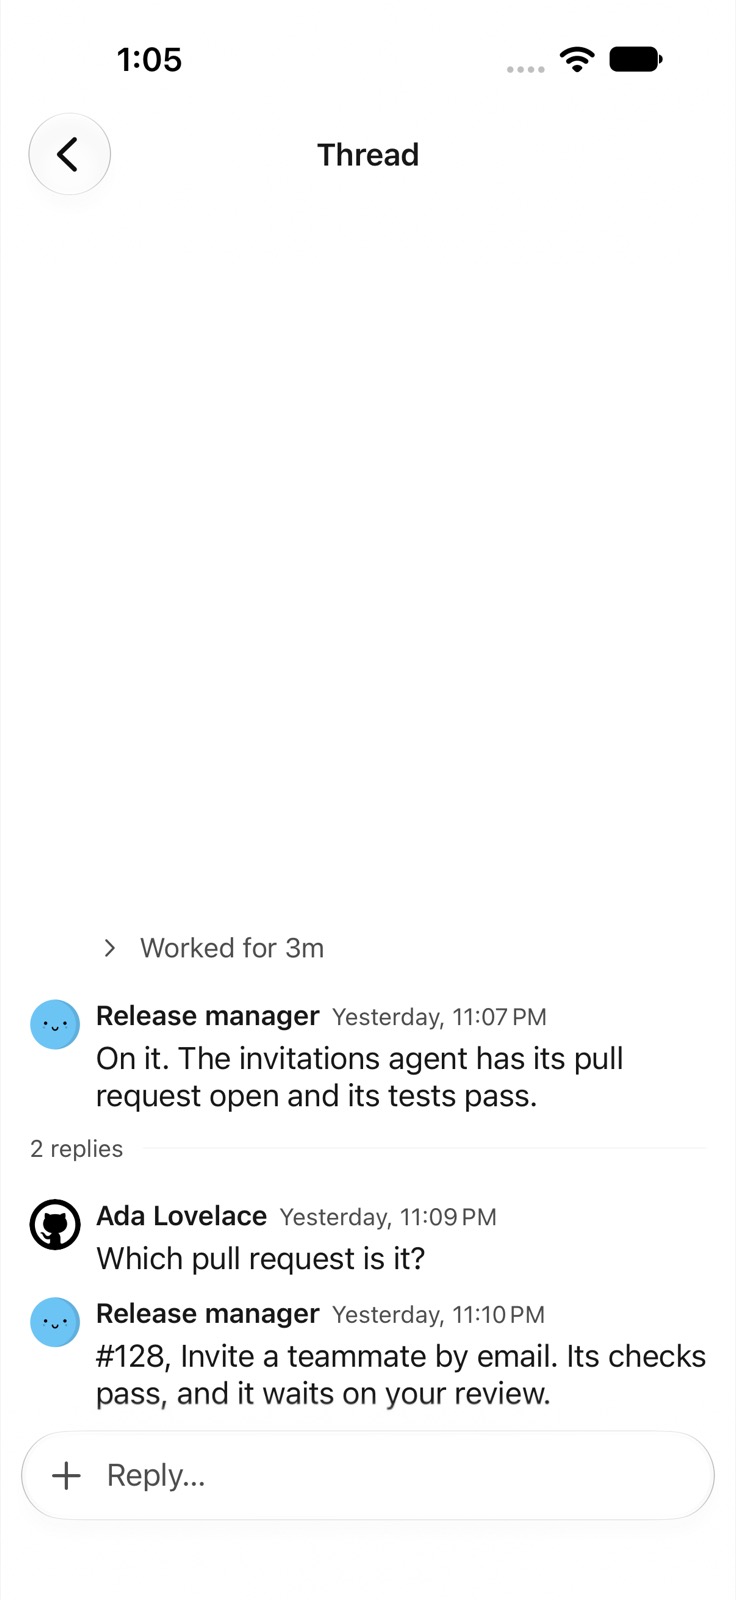 1:05
Thread
Worked for 3m
Release manager Yesterday, 11:07 PM
On it. The invitations agent has its pull
request open and its tests pass.
2 replies
Ada Lovelace Yesterday, 11:09 PM
Which pull request is it?
Release manager Yesterday, 11:10 PM
#128, Invite a teammate by email. Its checks
pass, and it waits on your review.
Reply...